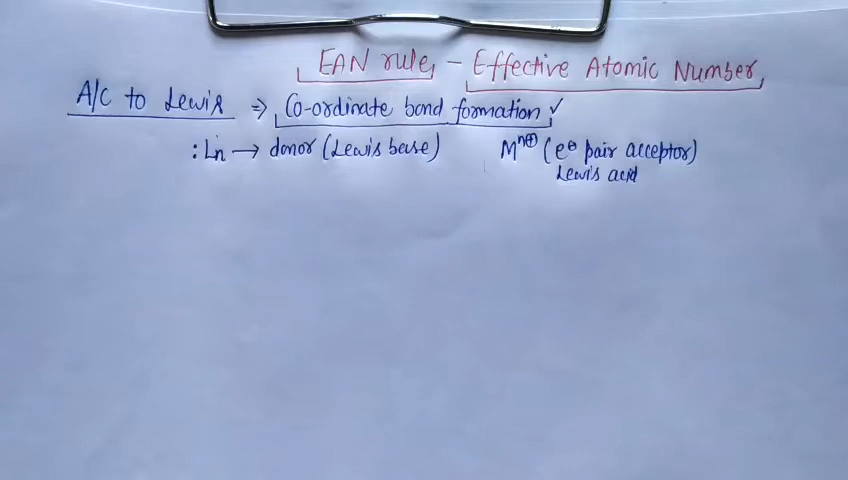 EAN rule, - Effective Atomic Number
A/C to Lewis ⇒ Co-ordinate bond formation ✓
:Ln → donor (Lewis base) Mⁿ⊕ (e⊖ pair acceptor)
Lewis acid